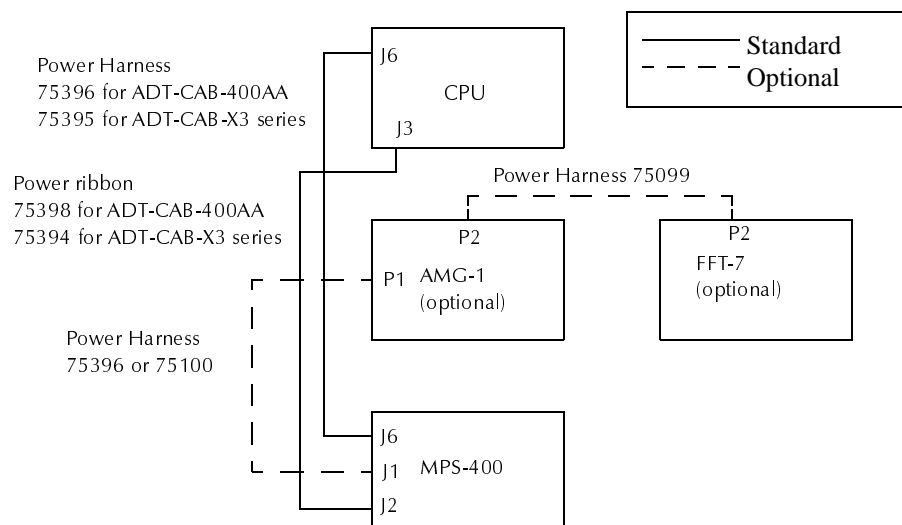 Standard
Optional
Power Harness
75396 for ADT-CAB-400AA
75395 for ADT-CAB-X3 series
J6
CPU
J3
Power ribbon
75398 for ADT-CAB-400AA
75394 for ADT-CAB-X3 series
Power Harness 75099
P2
P1 AMG-1
(optional)
P2
FFT-7
(optional)
Power Harness
75396 or 75100
J6
J1 MPS-400
J2